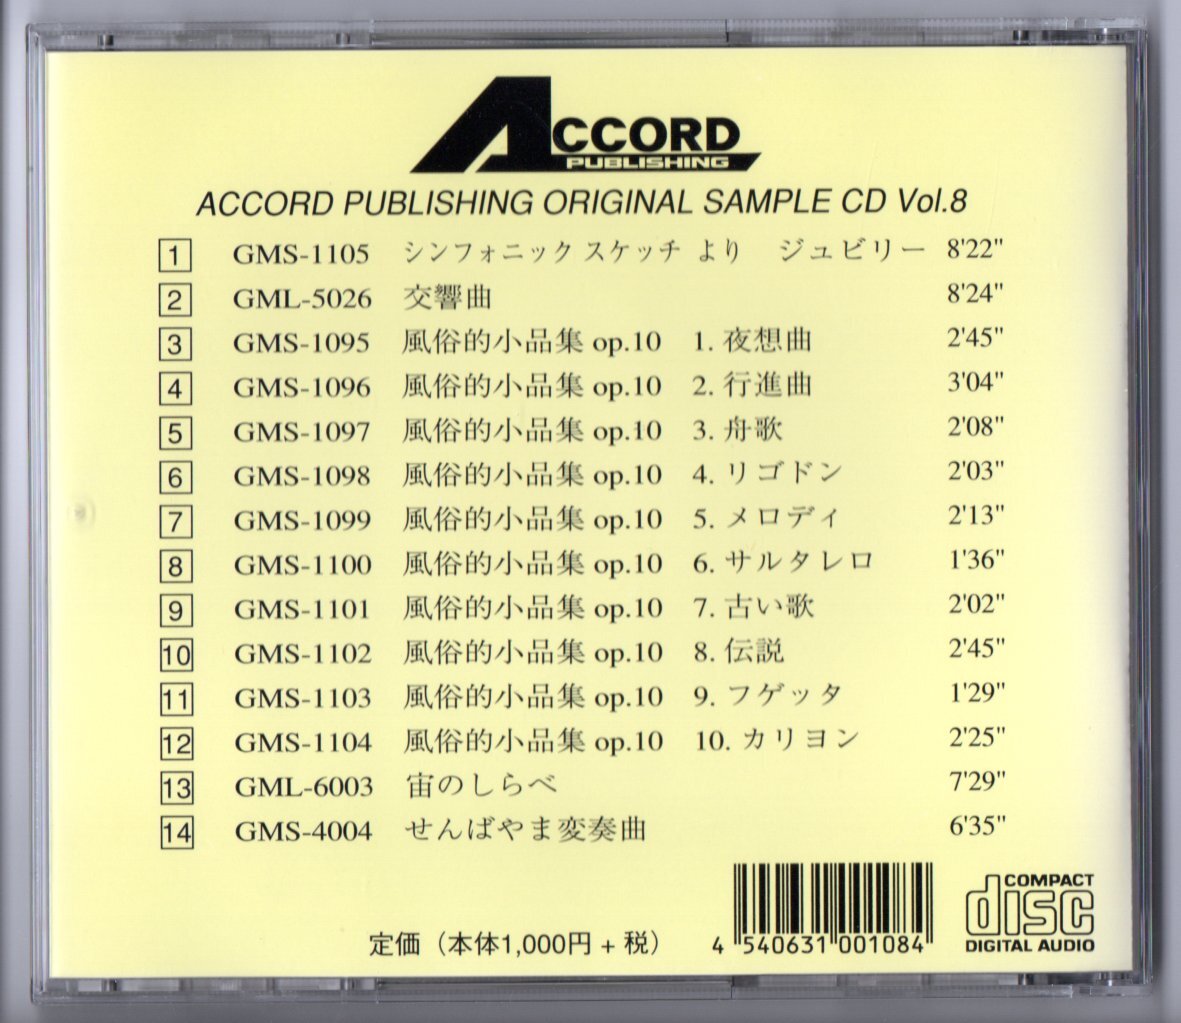 ACCORD
PUBLISHING
ACCORD PUBLISHING ORIGINAL SAMPLE CD Vol.8
1 GMS-1105 シンフォニック スケッチ より ジュビリー 8'22"
2 GML-5026 交響曲 8'24"
3 GMS-1095 風俗的小品集 op.10 1. 夜想曲 2'45"
4 GMS-1096 風俗的小品集 op.10 2. 行進曲 3'04"
5 GMS-1097 風俗的小品集 op.10 3. 舟歌 2'08"
6 GMS-1098 風俗的小品集 op.10 4. リゴドン 2'03"
7 GMS-1099 風俗的小品集 op.10 5. メロディ 2'13"
8 GMS-1100 風俗的小品集 op.10 6. サルタレロ 1'36"
9 GMS-1101 風俗的小品集 op.10 7. 古い歌 2'02"
10 GMS-1102 風俗的小品集 op.10 8. 伝説 2'45"
11 GMS-1103 風俗的小品集 op.10 9. フゲッタ 1'29"
12 GMS-1104 風俗的小品集 op.10 10. カリヨン 2'25"
13 GML-6003 宙のしらべ 7'29"
14 GMS-4004 せんばやま変奏曲 6'35"
定価（本体1,000円 + 税） 4 540631 001084
COMPACT
disc
DIGITAL AUDIO